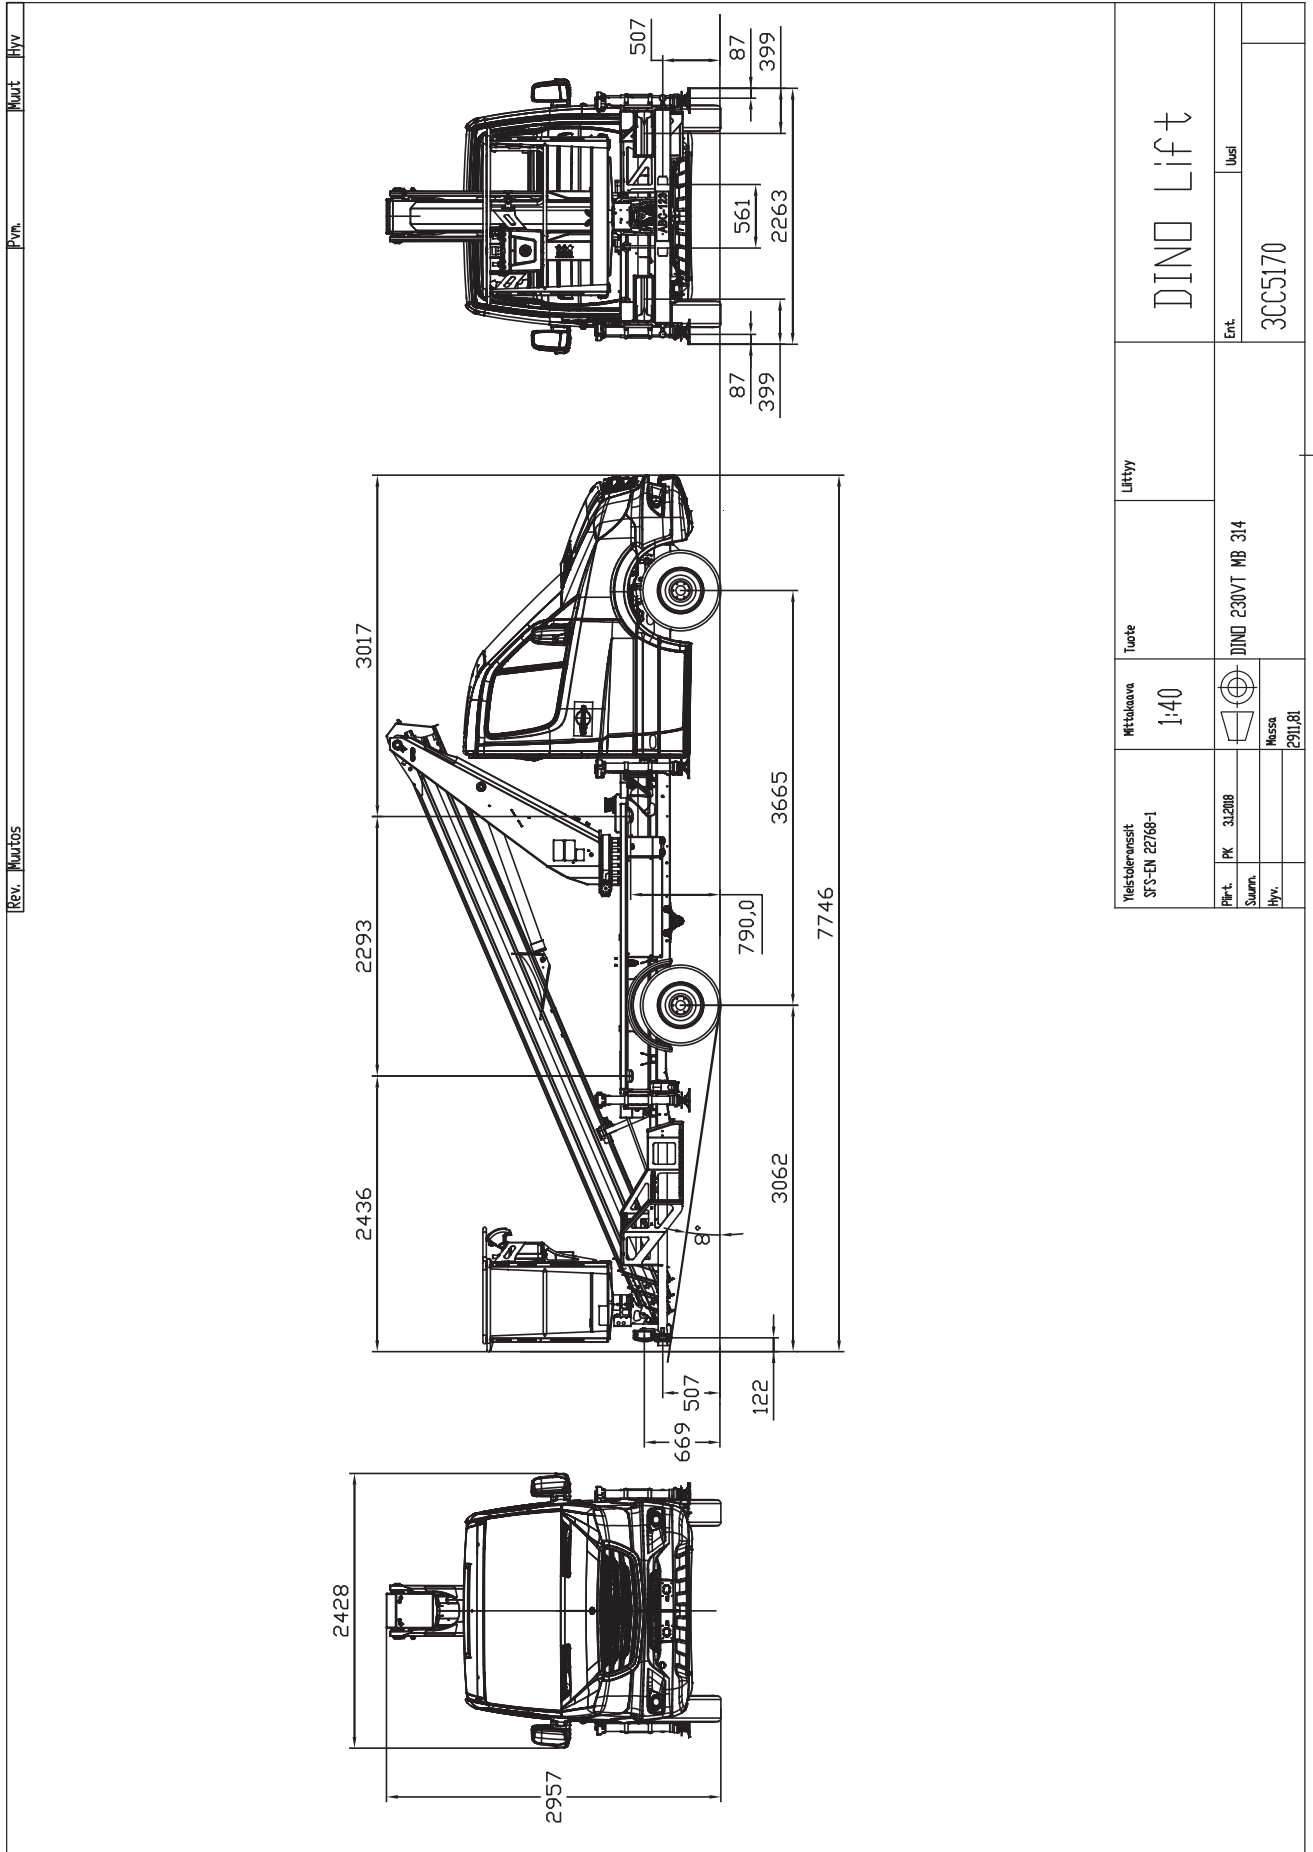 Rev.
Muutos
Pvm.
Muut
Hyv
2957
2428
2436
2293
3017
669
507
122
8°
3062
790,0
3665
7746
87
399
561
2263
507
87
399
ABC-123
Yleistoleranssit
SFS-EN 22768-1
Mittakaava
1:40
Tuote
Liittyy
DINO Lift
Piirt.
PK
3.1.2018
Suunn.
Hyv.
Massa
2911,81
DINO 230VT MB 314
Ent.
Uusi
3CC5170